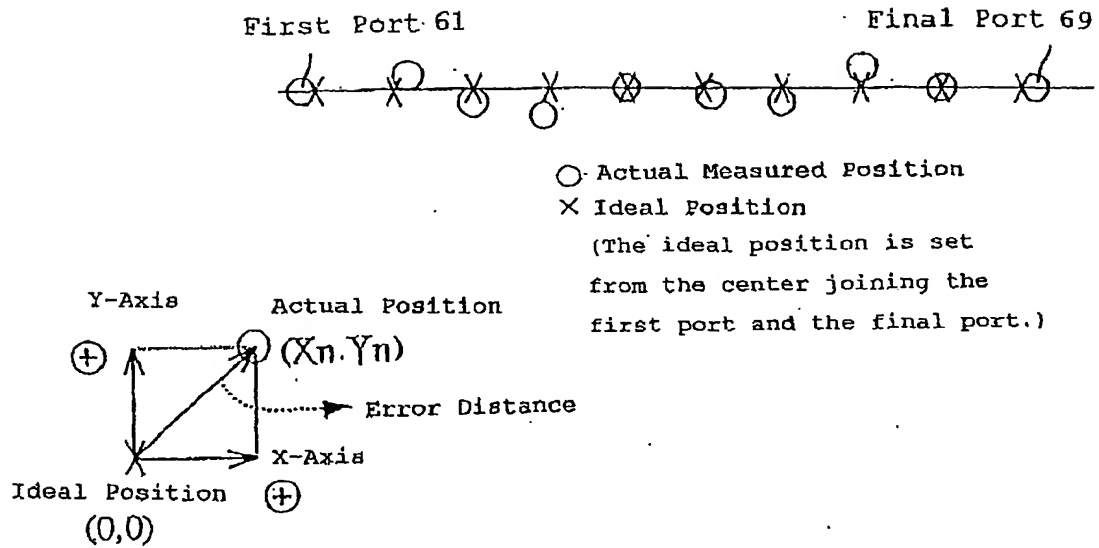 First Port 61
Final Port 69
○ Actual Measured Position
× Ideal Position
(The ideal position is set
from the center joining the
first port and the final port.)
Y-Axis
Actual Position
(Xn.Yn)
Error Distance
X-Axis
Ideal Position
(0,0)